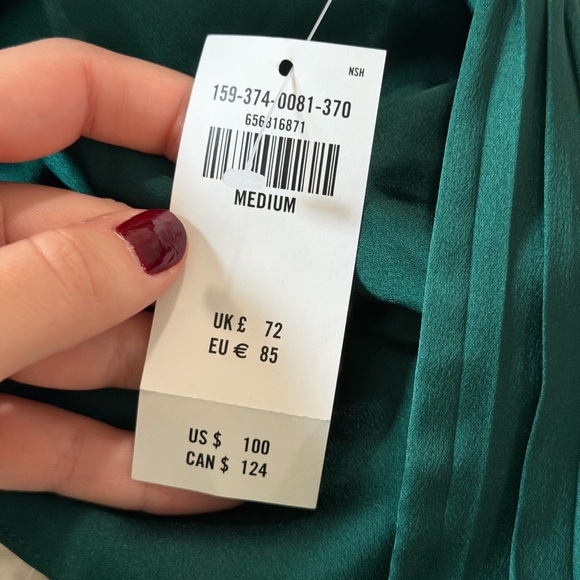 NSH
159-374-0081-370
656316871
MEDIUM
UK £ 72
EU € 85
US $ 100
CAN $ 124